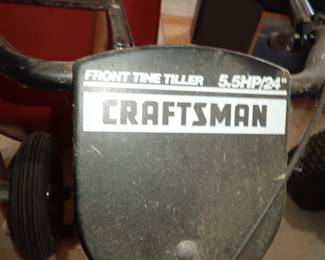 FRONT TINE TILLER 5.5HP/24"
CRAFTSMAN